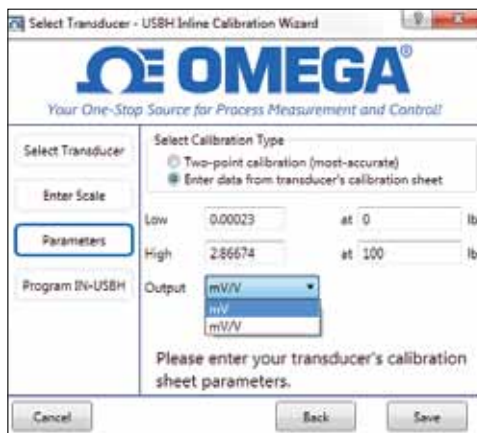 Select Transducer - USBH Inline Calibration Wizard
OMEGA®
Your One-Stop Source for Process Measurement and Control!
Select Transducer
Enter Scale
Parameters
Program IN-USBH
Select Calibration Type
Two-point calibration (most-accurate)
Enter data from transducer's calibration sheet
Low 0.00023 at 0 lb
High 2.86674 at 100 lb
Output mV/V
mV
mV/V
Please enter your transducer's calibration
sheet parameters.
Cancel Back Save